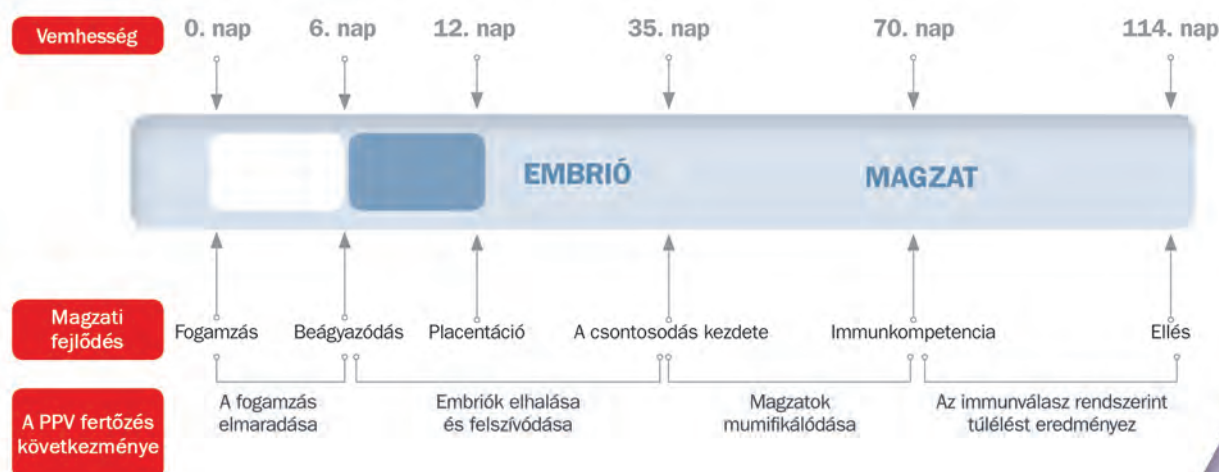 Vemhesség
0. nap
6. nap
12. nap
35. nap
70. nap
114. nap
EMBRIÓ
MAGZAT
Magzati
fejlődés
Fogamzás
Beágyazódás
Placentáció
A csontosodás kezdete
Immunkompetencia
Ellés
A PPV fertőzés
következménye
A fogamzás
elmaradása
Embriók elhalása
és felszívódása
Magzatok
mumifikálódása
Az immunválasz rendszerint
túlélést eredményez